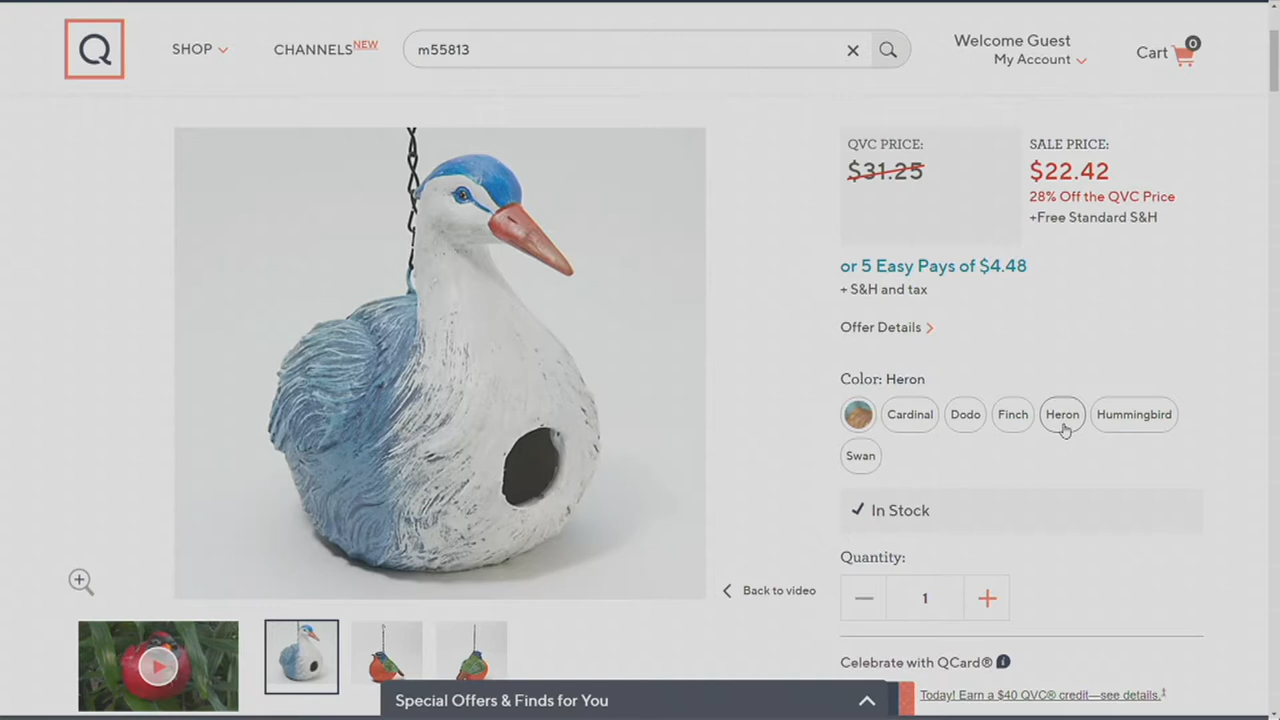 Q
SHOP
CHANNELS NEW
m55813
Welcome Guest
My Account
Cart 0
QVC PRICE:
$31.25
SALE PRICE:
$22.42
28% Off the QVC Price
+Free Standard S&H
or 5 Easy Pays of $4.48
+ S&H and tax
Offer Details
Color: Heron
Cardinal Dodo Finch Heron Hummingbird
Swan
In Stock
Quantity:
1
Back to video
Celebrate with QCard®
Today! Earn a $40 QVC® credit—see details.‡
Special Offers & Finds for You